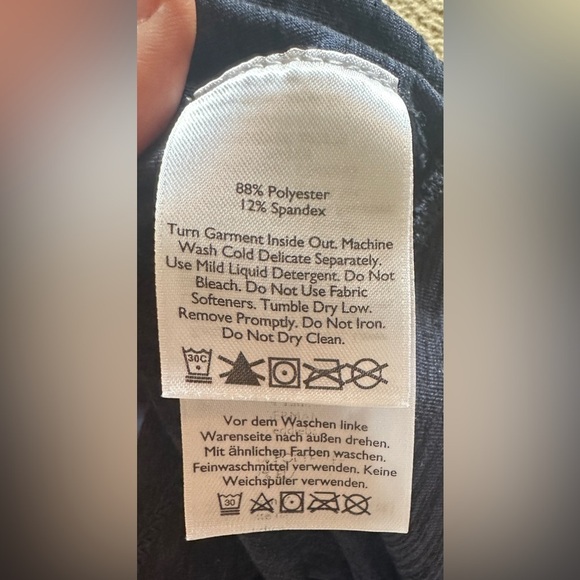 88% Polyester
12% Spandex
Turn Garment Inside Out. Machine
Wash Cold Delicate Separately.
Use Mild Liquid Detergent. Do Not
Bleach. Do Not Use Fabric
Softeners. Tumble Dry Low.
Remove Promptly. Do Not Iron.
Do Not Dry Clean.
30C
Vor dem Waschen linke
Warenseite nach außen drehen.
Mit ähnlichen Farben waschen.
Feinwaschmittel verwenden. Keine
Weichspüler verwenden.
30